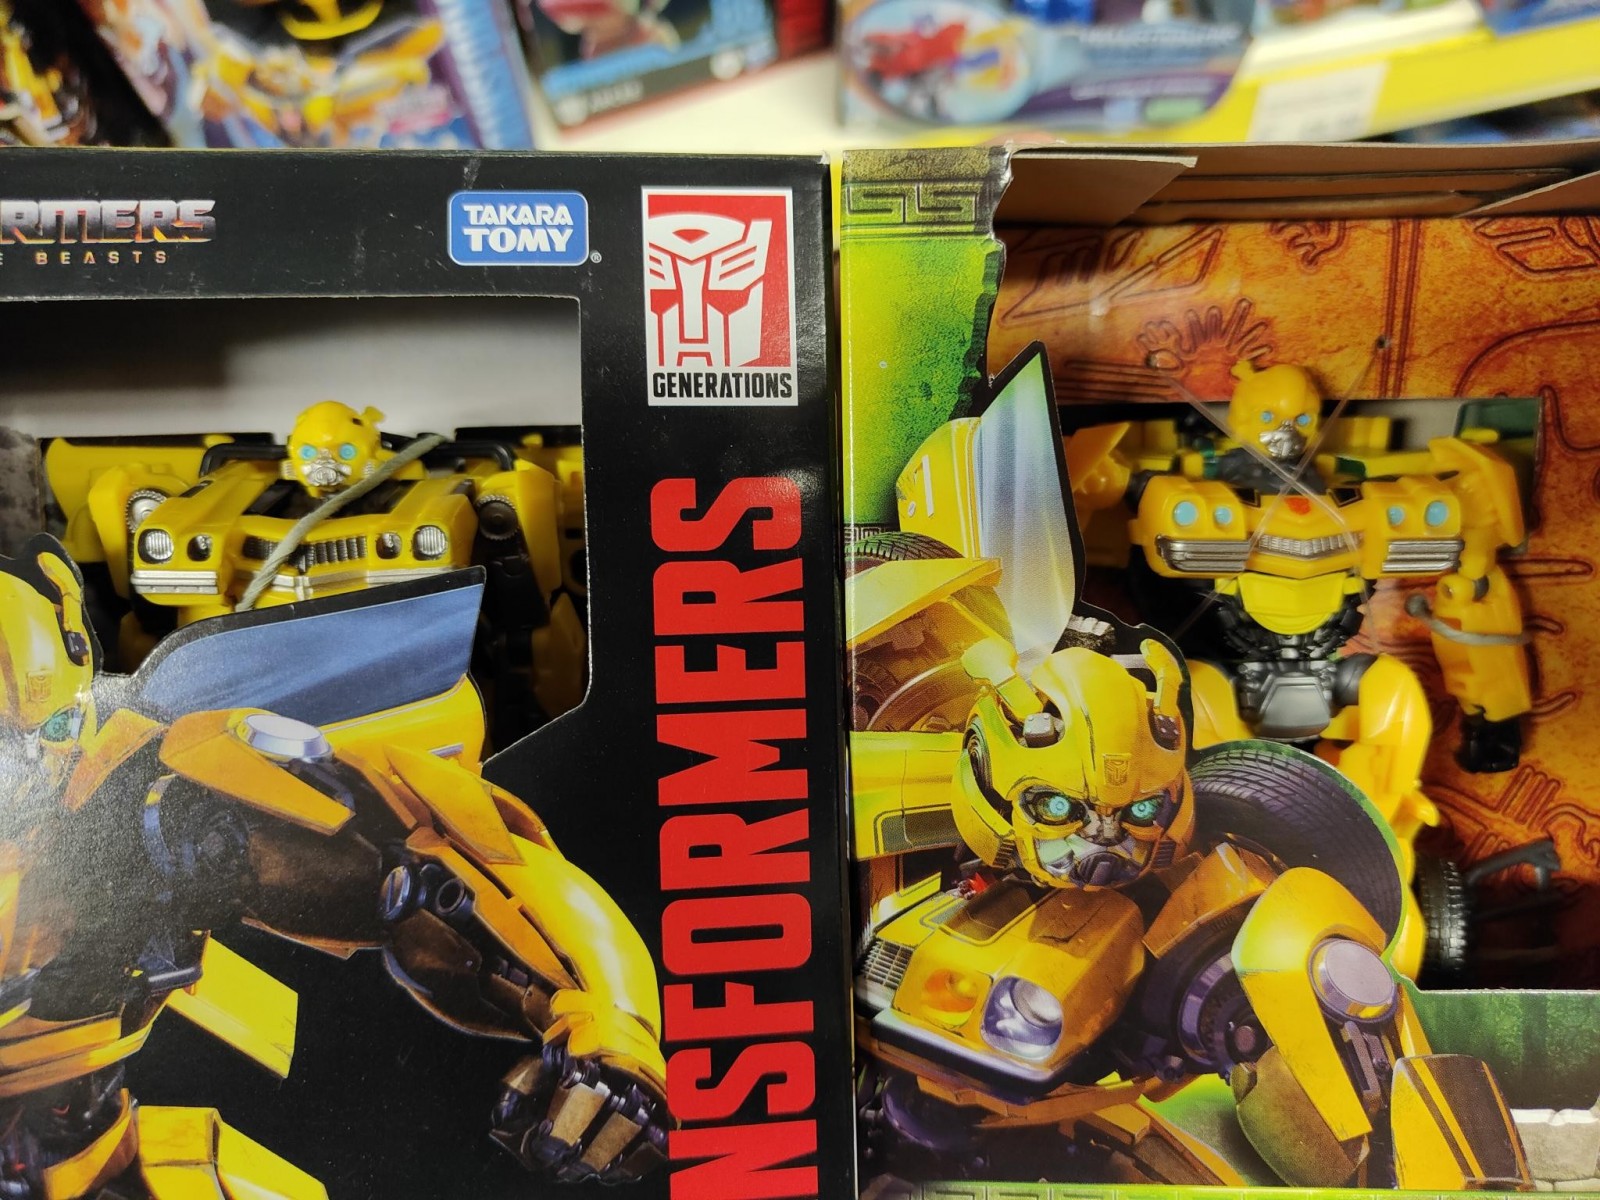 RMERS
E BEASTS
TAKARA
TOMY
®
GENERATIONS
NSFORMERS